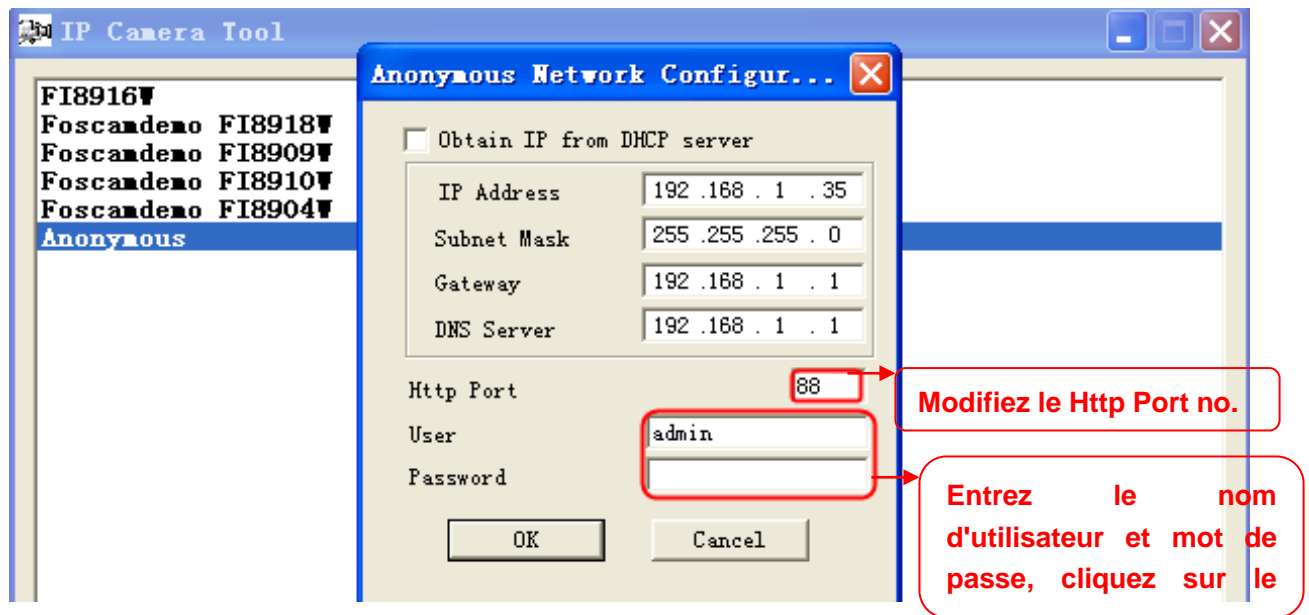 IP Camera Tool
Anonymous Network Configur...
FI8916W
Foscamdemo FI8918W
Foscamdemo FI8909W
Foscamdemo FI8910W
Foscamdemo FI8904W
Anonymous
Obtain IP from DHCP server
IP Address 192 .168 . 1 . 35
Subnet Mask 255 .255 .255 . 0
Gateway 192 .168 . 1 . 1
DNS Server 192 .168 . 1 . 1
Http Port 88
User admin
Password
OK Cancel
Modifiez le Http Port no.
Entrez le nom
d'utilisateur et mot de
passe, cliquez sur le